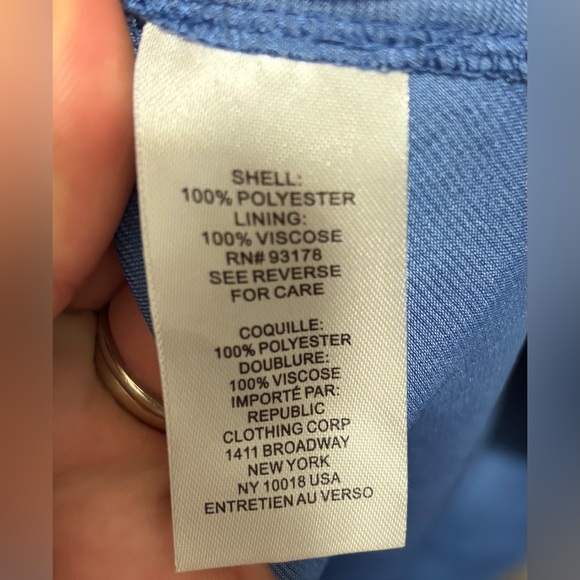 SHELL:
100% POLYESTER
LINING:
100% VISCOSE
RN# 93178
SEE REVERSE
FOR CARE
COQUILLE:
100% POLYESTER
DOUBLURE:
100% VISCOSE
IMPORTÉ PAR:
REPUBLIC
CLOTHING CORP
1411 BROADWAY
NEW YORK
NY 10018 USA
ENTRETIEN AU VERSO